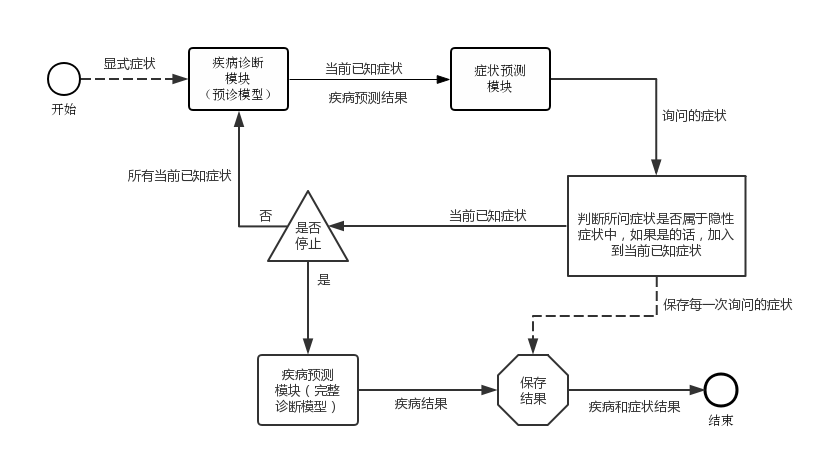 显式症状
开始
疾病诊断
模块
（预诊模型）
当前已知症状
疾病预测结果
症状预测
模块
询问的症状
所有当前已知症状
否
是否
停止
当前已知症状
判断所问症状是否属于隐性
症状中，如果是的话，加入
到当前已知症状
是
保存每一次询问的症状
疾病预测
模块（完整
诊断模型）
疾病结果
保存
结果
疾病和症状结果
结束